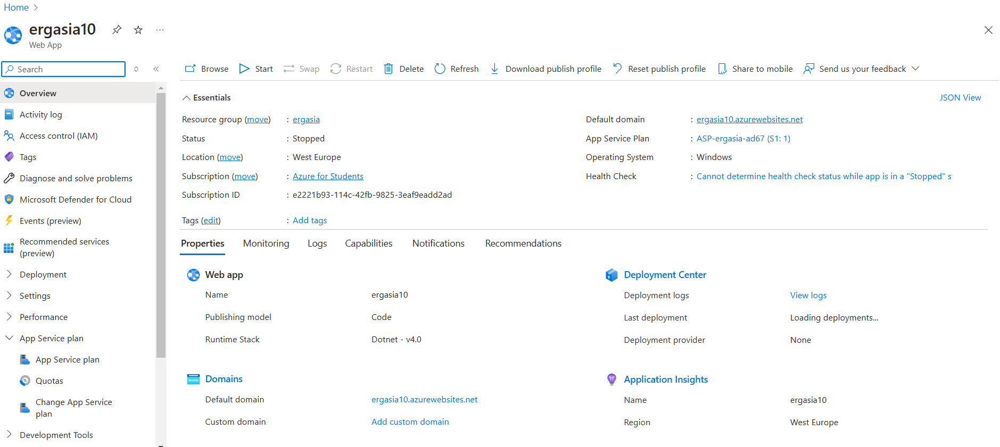 Home
ergasia10
Web App
Search
Browse Start Swap Restart Delete Refresh Download publish profile Reset publish profile Share to mobile Send us your feedback
Overview
Activity log
Access control (IAM)
Tags
Diagnose and solve problems
Microsoft Defender for Cloud
Events (preview)
Recommended services
(preview)
Deployment
Settings
Performance
App Service plan
App Service plan
Quotas
Change App Service
plan
Development Tools
Essentials
JSON View
Resource group (move) : ergasia
Status : Stopped
Location (move) : West Europe
Subscription (move) : Azure for Students
Subscription ID : e2221b93-114c-42fb-9825-3eaf9eadd2ad
Tags (edit) : Add tags
Default domain : ergasia10.azurewebsites.net
App Service Plan : ASP-ergasia-ad67 (S1: 1)
Operating System : Windows
Health Check : Cannot determine health check status while app is in a "Stopped" s
Properties Monitoring Logs Capabilities Notifications Recommendations
Web app
Name ergasia10
Publishing model Code
Runtime Stack Dotnet - v4.0
www
Domains
Default domain ergasia10.azurewebsites.net
Custom domain Add custom domain
Deployment Center
Deployment logs View logs
Last deployment Loading deployments...
Deployment provider None
Application Insights
Name ergasia10
Region West Europe